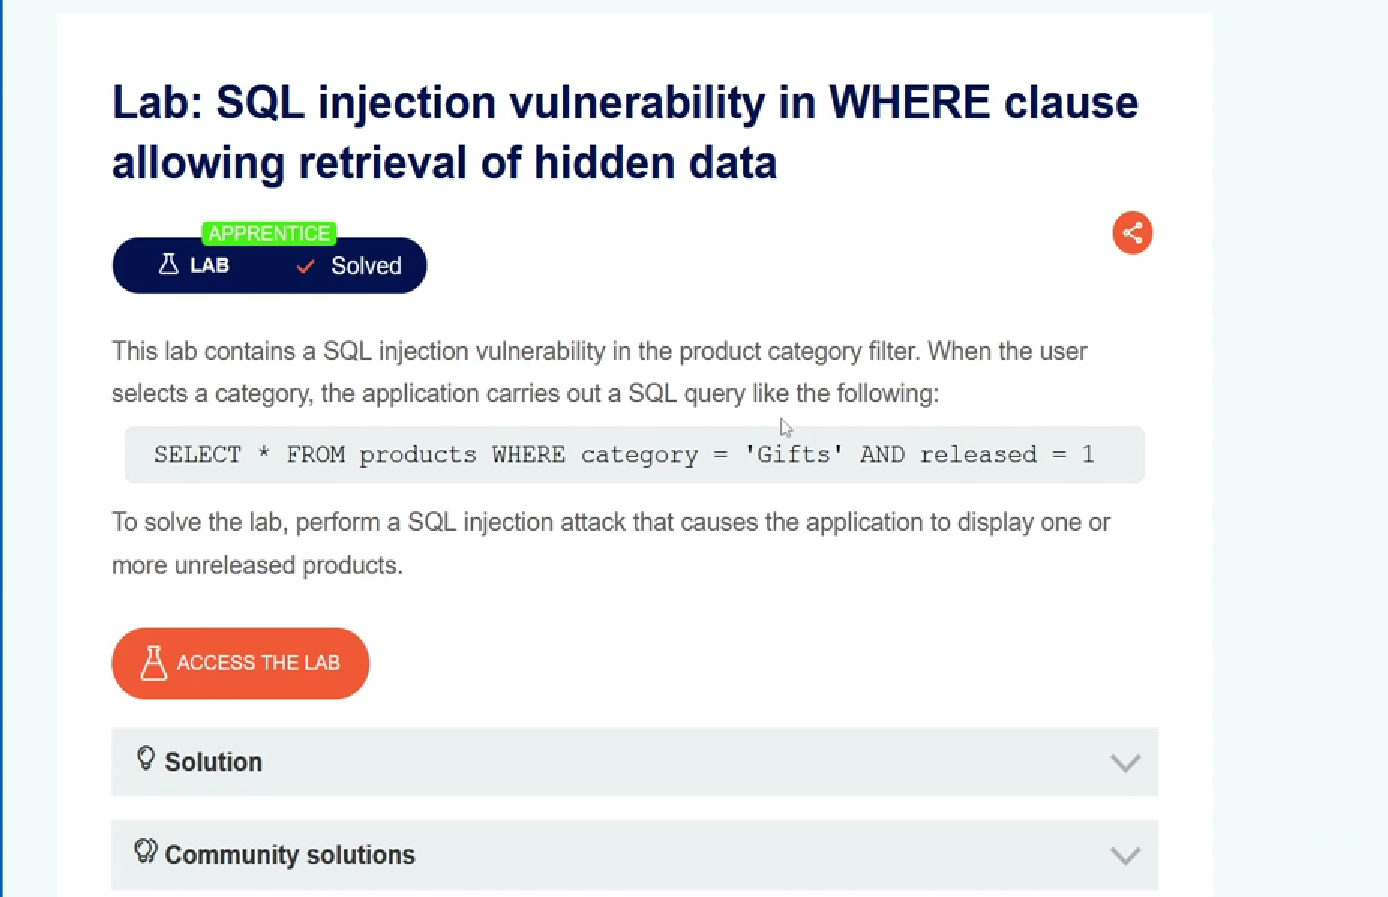 Lab: SQL injection vulnerability in WHERE clause
allowing retrieval of hidden data
APPRENTICE
LAB Solved
This lab contains a SQL injection vulnerability in the product category filter. When the user
selects a category, the application carries out a SQL query like the following:
SELECT * FROM products WHERE category = 'Gifts' AND released = 1
To solve the lab, perform a SQL injection attack that causes the application to display one or
more unreleased products.
ACCESS THE LAB
Solution
Community solutions